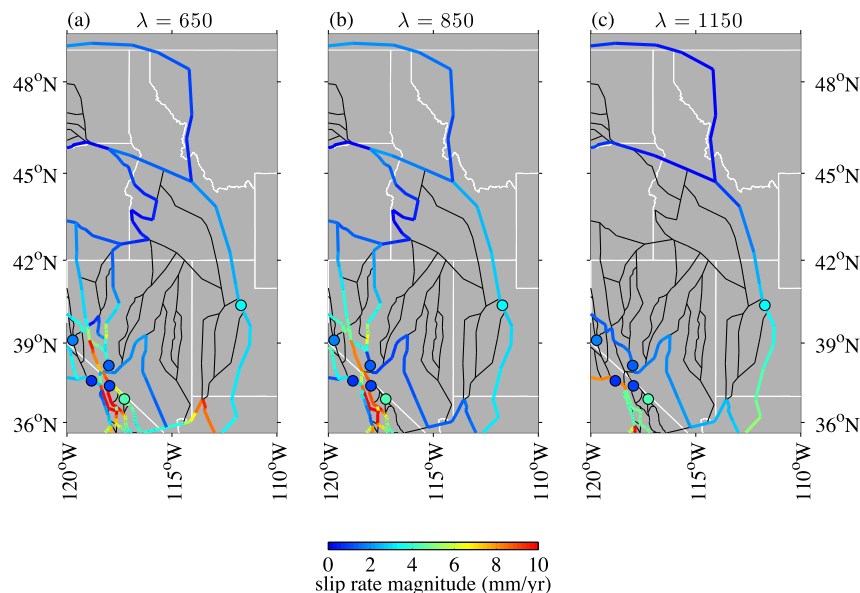 (a) λ = 650 (b) λ = 850 (c) λ = 1150
48°N 48°N
45°N 45°N
42°N 42°N
39°N 39°N
36°N 36°N
120°W 115°W 110°W 120°W 115°W 110°W 120°W 115°W 110°W
0 2 4 6 8 10
slip rate magnitude (mm/yr)